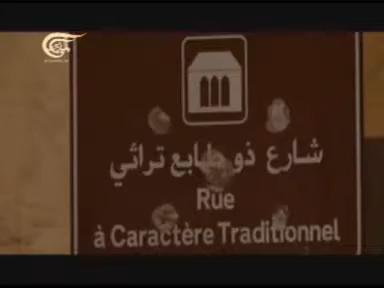 شارع ذو طابع تراثي
Rue
à Caractère Traditionnel